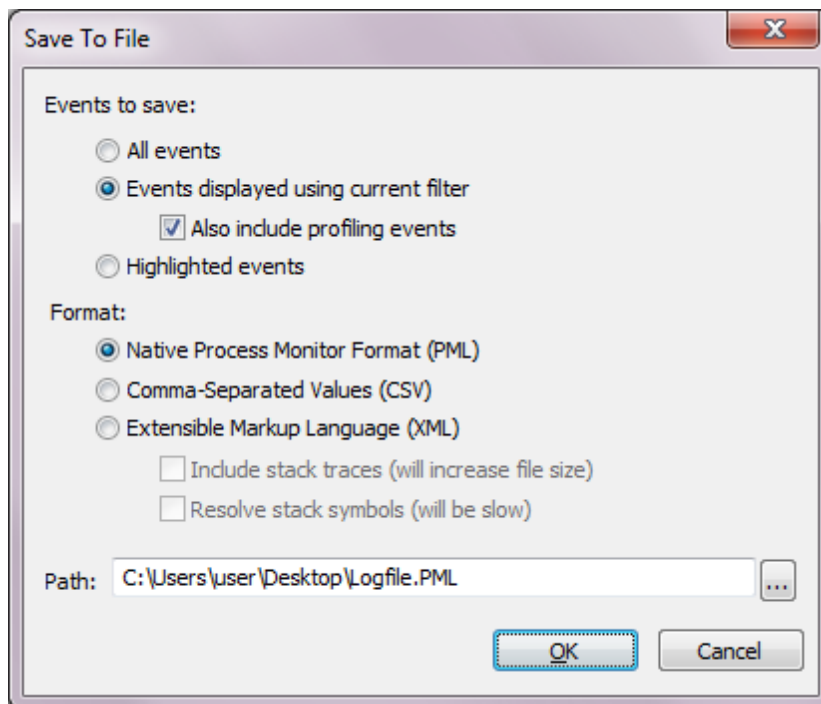 Save To File
Events to save:
All events
Events displayed using current filter
Also include profiling events
Highlighted events
Format:
Native Process Monitor Format (PML)
Comma-Separated Values (CSV)
Extensible Markup Language (XML)
Include stack traces (will increase file size)
Resolve stack symbols (will be slow)
Path: C:\Users\user\Desktop\Logfile.PML ...
OK Cancel